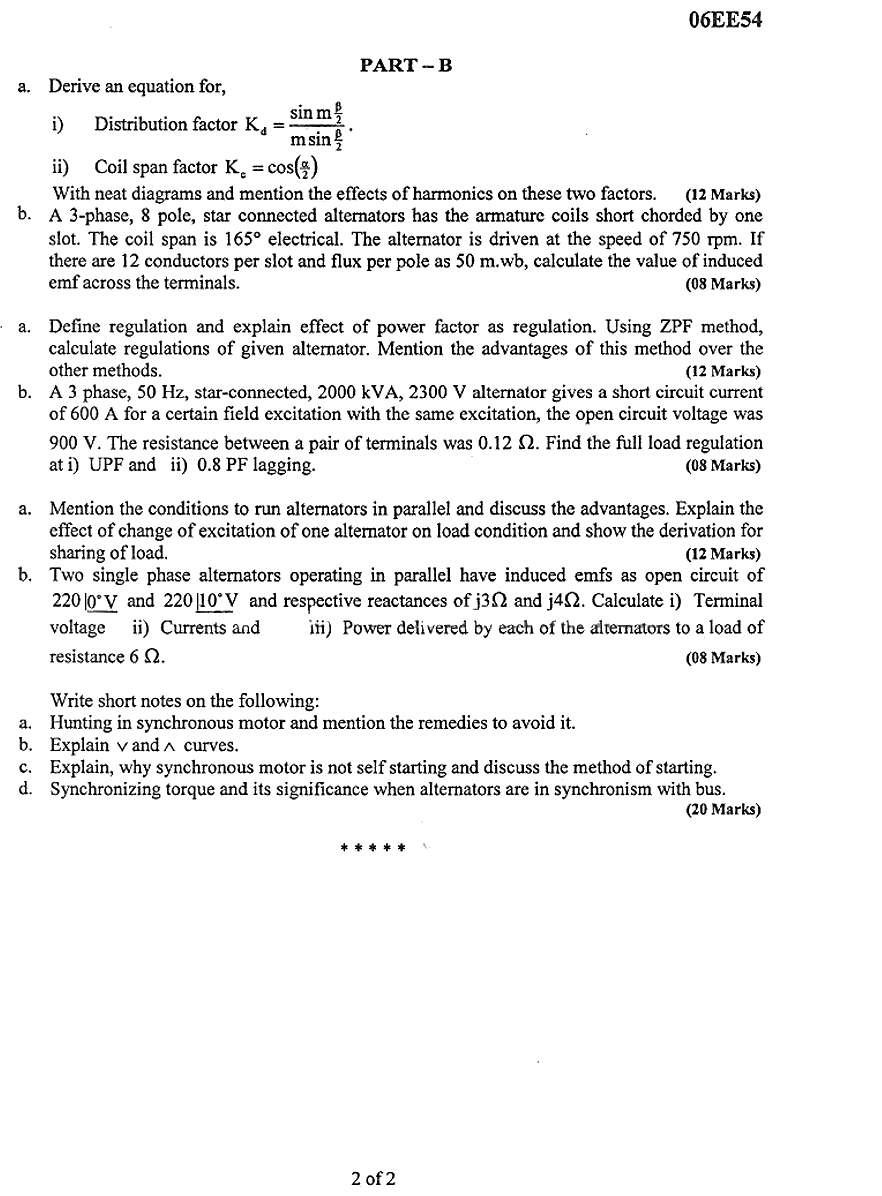 06EE54
PART – B
a. Derive an equation for,
i) Distribution factor K_d = sin m β/2 / m sin β/2 .
ii) Coil span factor K_c = cos(α/2)
With neat diagrams and mention the effects of harmonics on these two factors. (12 Marks)
b. A 3-phase, 8 pole, star connected alternators has the armature coils short chorded by one
slot. The coil span is 165° electrical. The alternator is driven at the speed of 750 rpm. If
there are 12 conductors per slot and flux per pole as 50 m.wb, calculate the value of induced
emf across the terminals. (08 Marks)
a. Define regulation and explain effect of power factor as regulation. Using ZPF method,
calculate regulations of given alternator. Mention the advantages of this method over the
other methods. (12 Marks)
b. A 3 phase, 50 Hz, star-connected, 2000 kVA, 2300 V alternator gives a short circuit current
of 600 A for a certain field excitation with the same excitation, the open circuit voltage was
900 V. The resistance between a pair of terminals was 0.12 Ω. Find the full load regulation
at i) UPF and ii) 0.8 PF lagging. (08 Marks)
a. Mention the conditions to run alternators in parallel and discuss the advantages. Explain the
effect of change of excitation of one alternator on load condition and show the derivation for
sharing of load. (12 Marks)
b. Two single phase alternators operating in parallel have induced emfs as open circuit of
220 |0° V and 220 |10° V and respective reactances of j3Ω and j4Ω. Calculate i) Terminal
voltage ii) Currents and iii) Power delivered by each of the alternators to a load of
resistance 6 Ω. (08 Marks)
Write short notes on the following:
a. Hunting in synchronous motor and mention the remedies to avoid it.
b. Explain ∨ and ∧ curves.
c. Explain, why synchronous motor is not self starting and discuss the method of starting.
d. Synchronizing torque and its significance when alternators are in synchronism with bus.
(20 Marks)
* * * * *
2 of 2